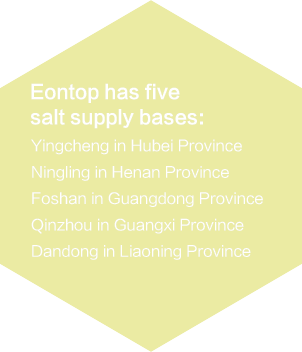 Eontop has five
salt supply bases:
Yingcheng in Hubei Province
Ningling in Henan Province
Foshan in Guangdong Province
Qinzhou in Guangxi Province
Dandong in Liaoning Province